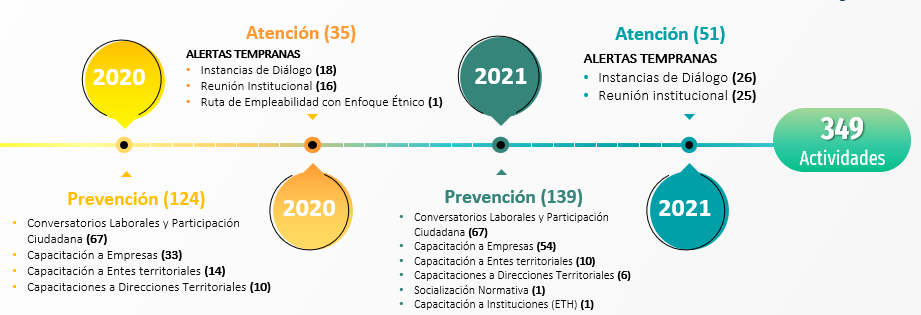 2020
Prevención (124)
Conversatorios Laborales y Participación
Ciudadana (67)
Capacitación a Empresas (33)
Capacitación a Entes territoriales (14)
Capacitaciones a Direcciones Territoriales (10)
Atención (35)
ALERTAS TEMPRANAS
Instancias de Diálogo (18)
Reunión Institucional (16)
Ruta de Empleabilidad con Enfoque Étnico (1)
2020
2021
Prevención (139)
Conversatorios Laborales y Participación
Ciudadana (67)
Capacitación a Empresas (54)
Capacitación a Entes territoriales (10)
Capacitaciones a Direcciones Territoriales (6)
Socialización Normativa (1)
Capacitación a Instituciones (ETH) (1)
Atención (51)
ALERTAS TEMPRANAS
Instancias de Diálogo (26)
Reunión institucional (25)
2021
349
Actividades